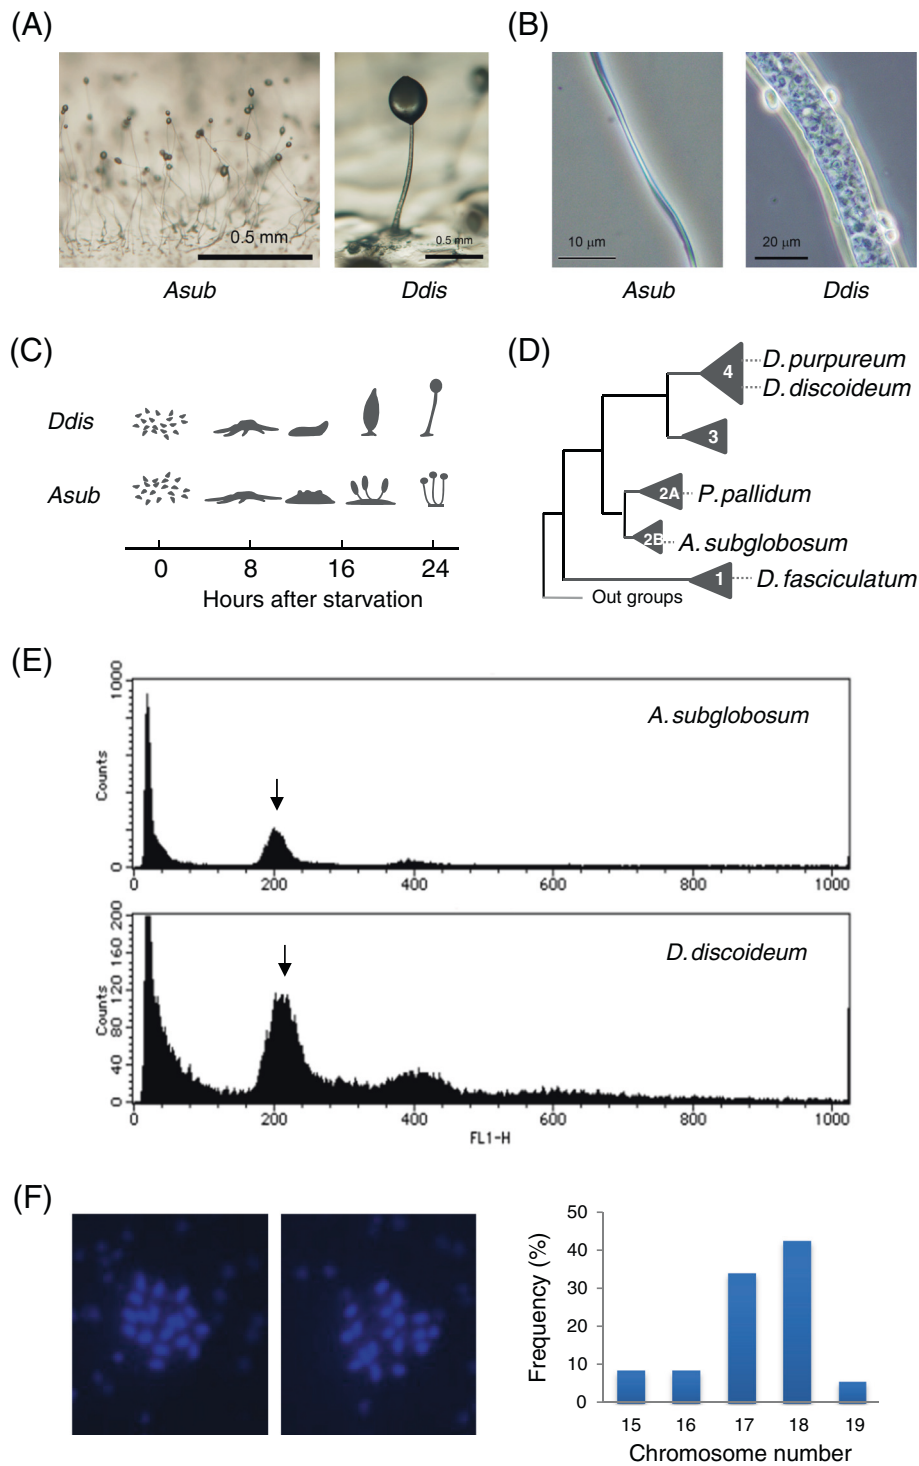 (A)
(B)
0.5 mm
0.5 mm
10 μm
20 μm
Asub
Ddis
Asub
Ddis
(C)
Ddis
Asub
0 8 16 24
Hours after starvation
(D)
4
D. purpureum
D. discoideum
3
2A
P. pallidum
2B
A. subglobosum
1
D. fasciculatum
Out groups
(E)
1000
Counts
0
A. subglobosum
0 200 400 600 800 1000
200
160
120
80
40
0
Counts
D. discoideum
0 200 400 600 800 1000
FL1-H
(F)
50
40
30
20
10
0
Frequency (%)
15 16 17 18 19
Chromosome number